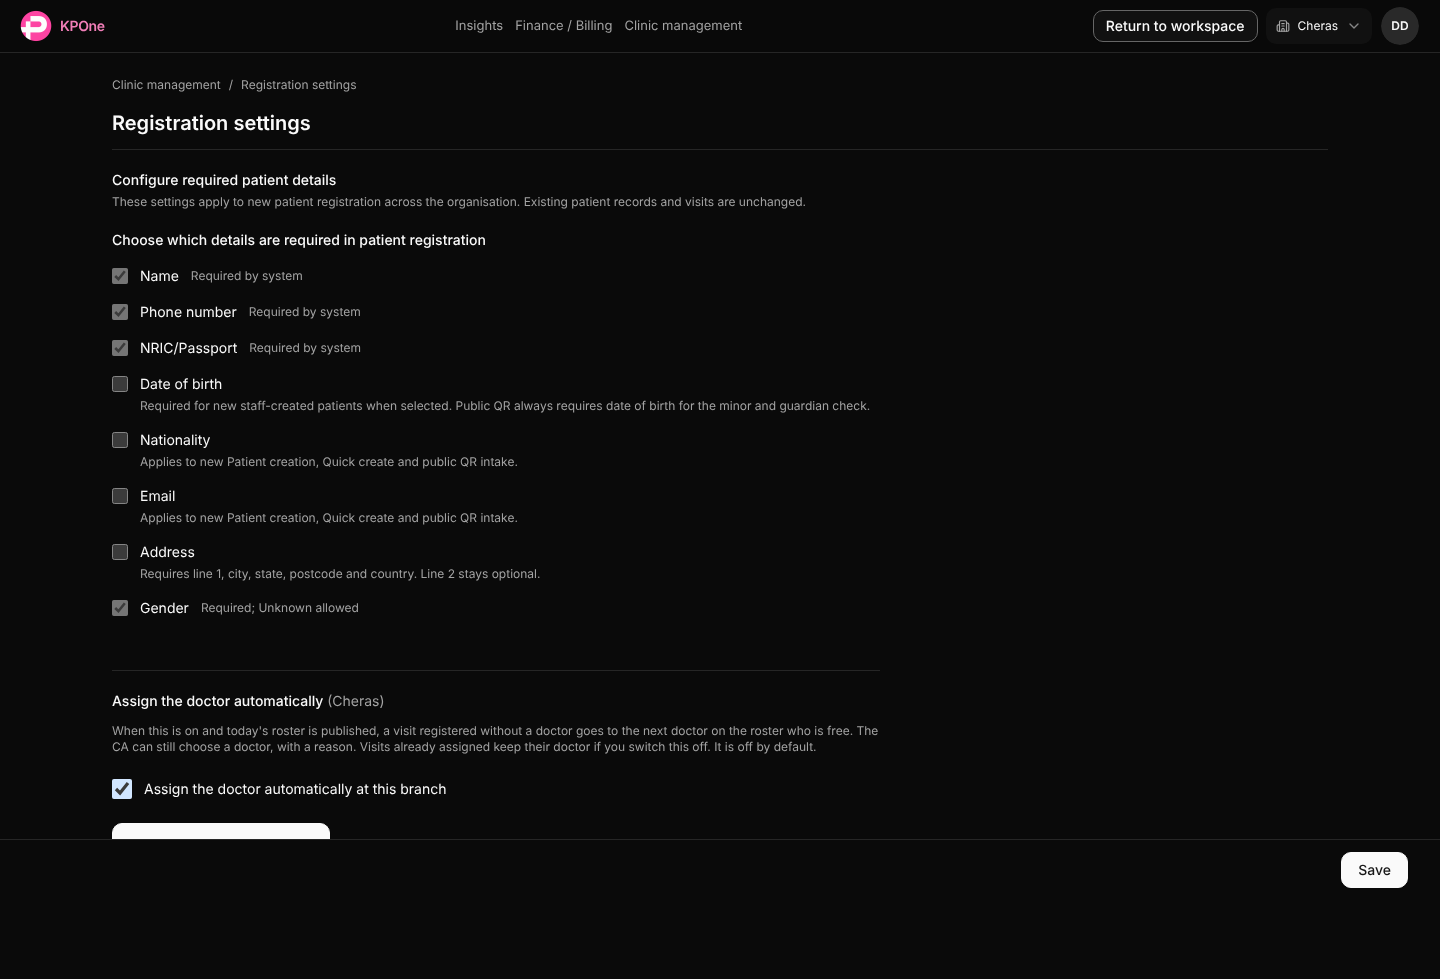 KPOne
Insights
Finance / Billing
Clinic management
Return to workspace
Cheras
DD
Clinic management / Registration settings
Registration settings
Configure required patient details
These settings apply to new patient registration across the organisation. Existing patient records and visits are unchanged.
Choose which details are required in patient registration
Name Required by system
Phone number Required by system
NRIC/Passport Required by system
Date of birth
Required for new staff-created patients when selected. Public QR always requires date of birth for the minor and guardian check.
Nationality
Applies to new Patient creation, Quick create and public QR intake.
Email
Applies to new Patient creation, Quick create and public QR intake.
Address
Requires line 1, city, state, postcode and country. Line 2 stays optional.
Gender Required; Unknown allowed
Assign the doctor automatically (Cheras)
When this is on and today's roster is published, a visit registered without a doctor goes to the next doctor on the roster who is free. The
CA can still choose a doctor, with a reason. Visits already assigned keep their doctor if you switch this off. It is off by default.
Assign the doctor automatically at this branch
Save